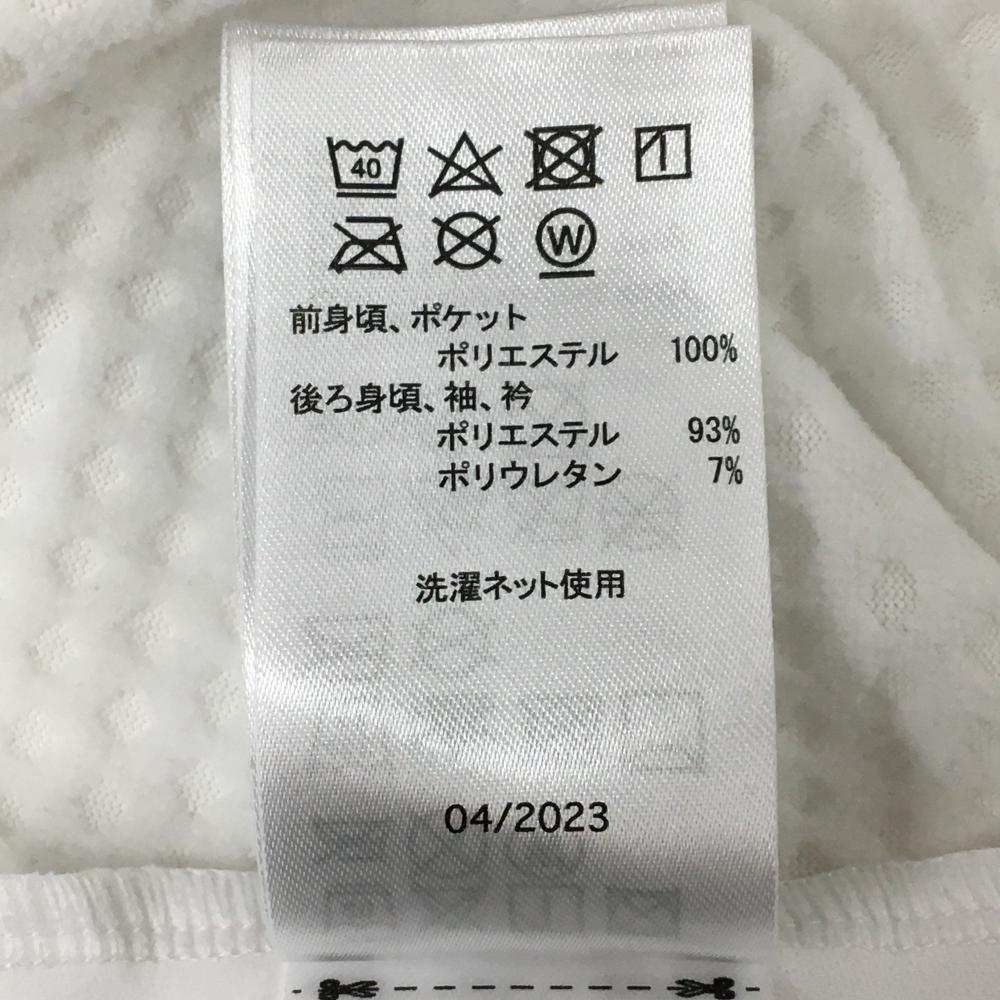 40
W
前身頃、ポケット
ポリエステル 100%
後ろ身頃、袖、衿
ポリエステル 93%
ポリウレタン 7%
洗濯ネット使用
04/2023